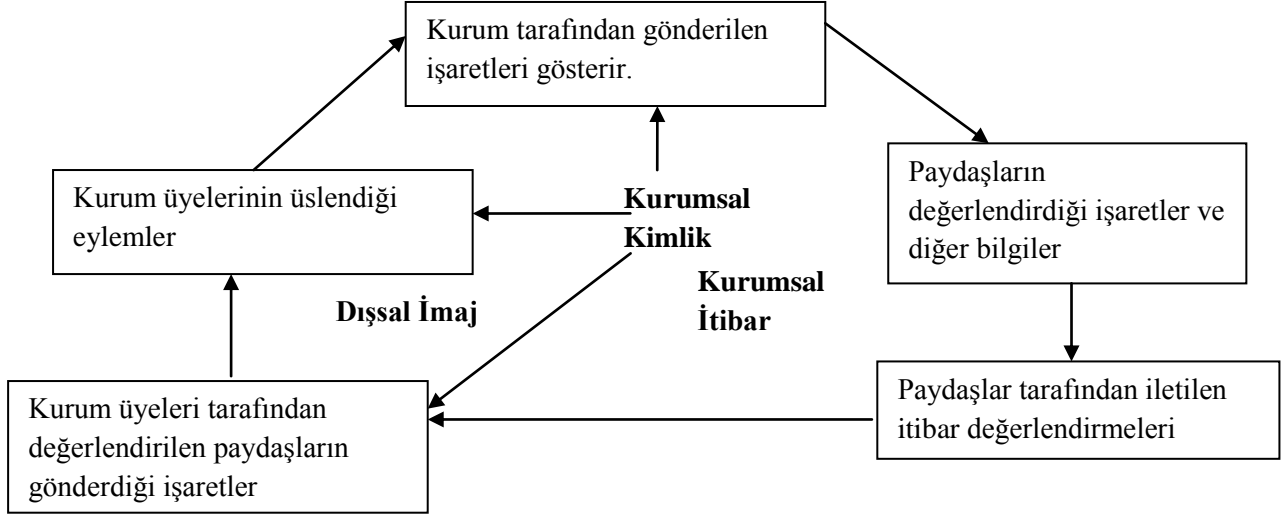 Kurum tarafından gönderilen
işaretleri gösterir.
Kurum üyelerinin üslendiği
eylemler
Kurumsal
Kimlik
Paydaşların
değerlendirdiği işaretler ve
diğer bilgiler
Dışsal İmaj
Kurumsal
İtibar
Kurum üyeleri tarafından
değerlendirilen paydaşların
gönderdiği işaretler
Paydaşlar tarafından iletilen
itibar değerlendirmeleri